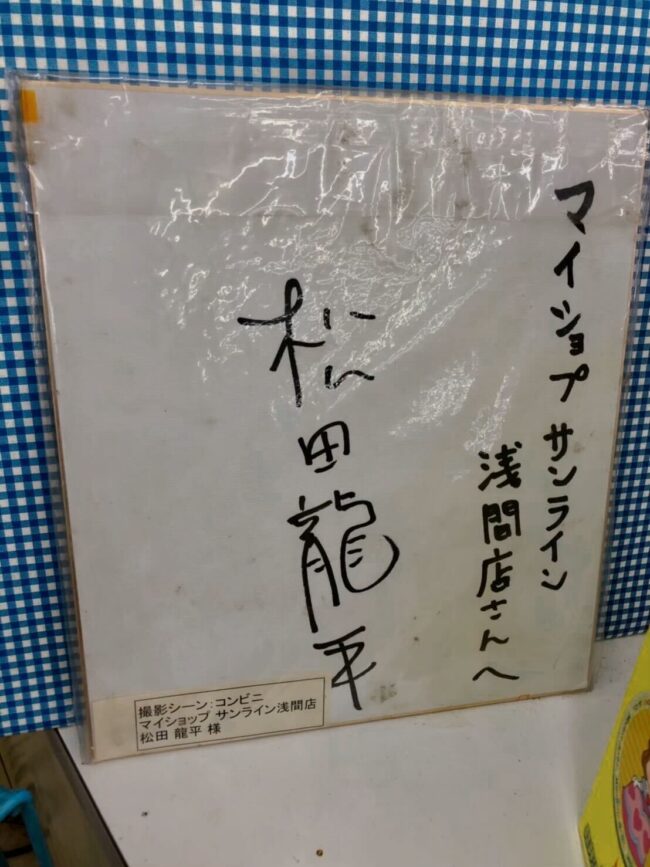 マイショップ サンライン
浅間店さんへ
松田龍平
撮影シーン:コンビニ
マイショップ サンライン浅間店
松田 龍平 様